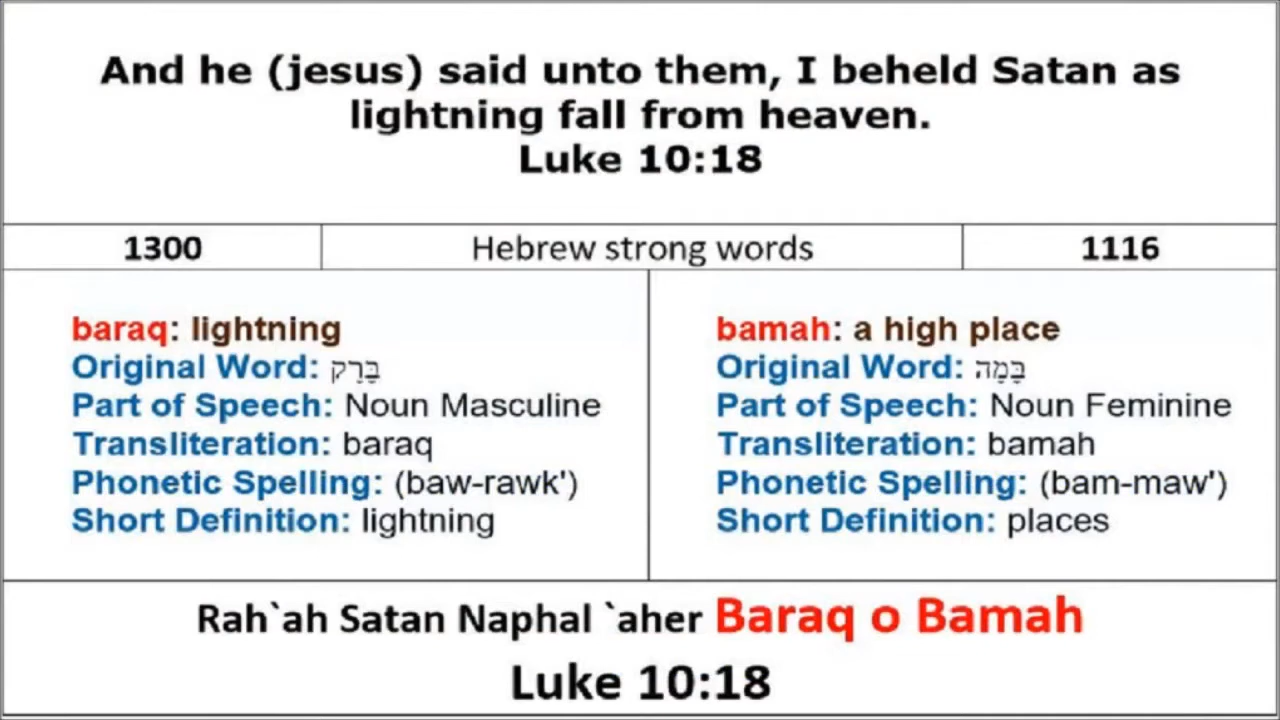 And he (jesus) said unto them, I beheld Satan as
lightning fall from heaven.
Luke 10:18
1300 Hebrew strong words 1116
baraq: lightning
Original Word: בָּרָק
Part of Speech: Noun Masculine
Transliteration: baraq
Phonetic Spelling: (baw-rawk')
Short Definition: lightning
bamah: a high place
Original Word: בָּמָה
Part of Speech: Noun Feminine
Transliteration: bamah
Phonetic Spelling: (bam-maw')
Short Definition: places
Rah`ah Satan Naphal `aher Baraq o Bamah
Luke 10:18